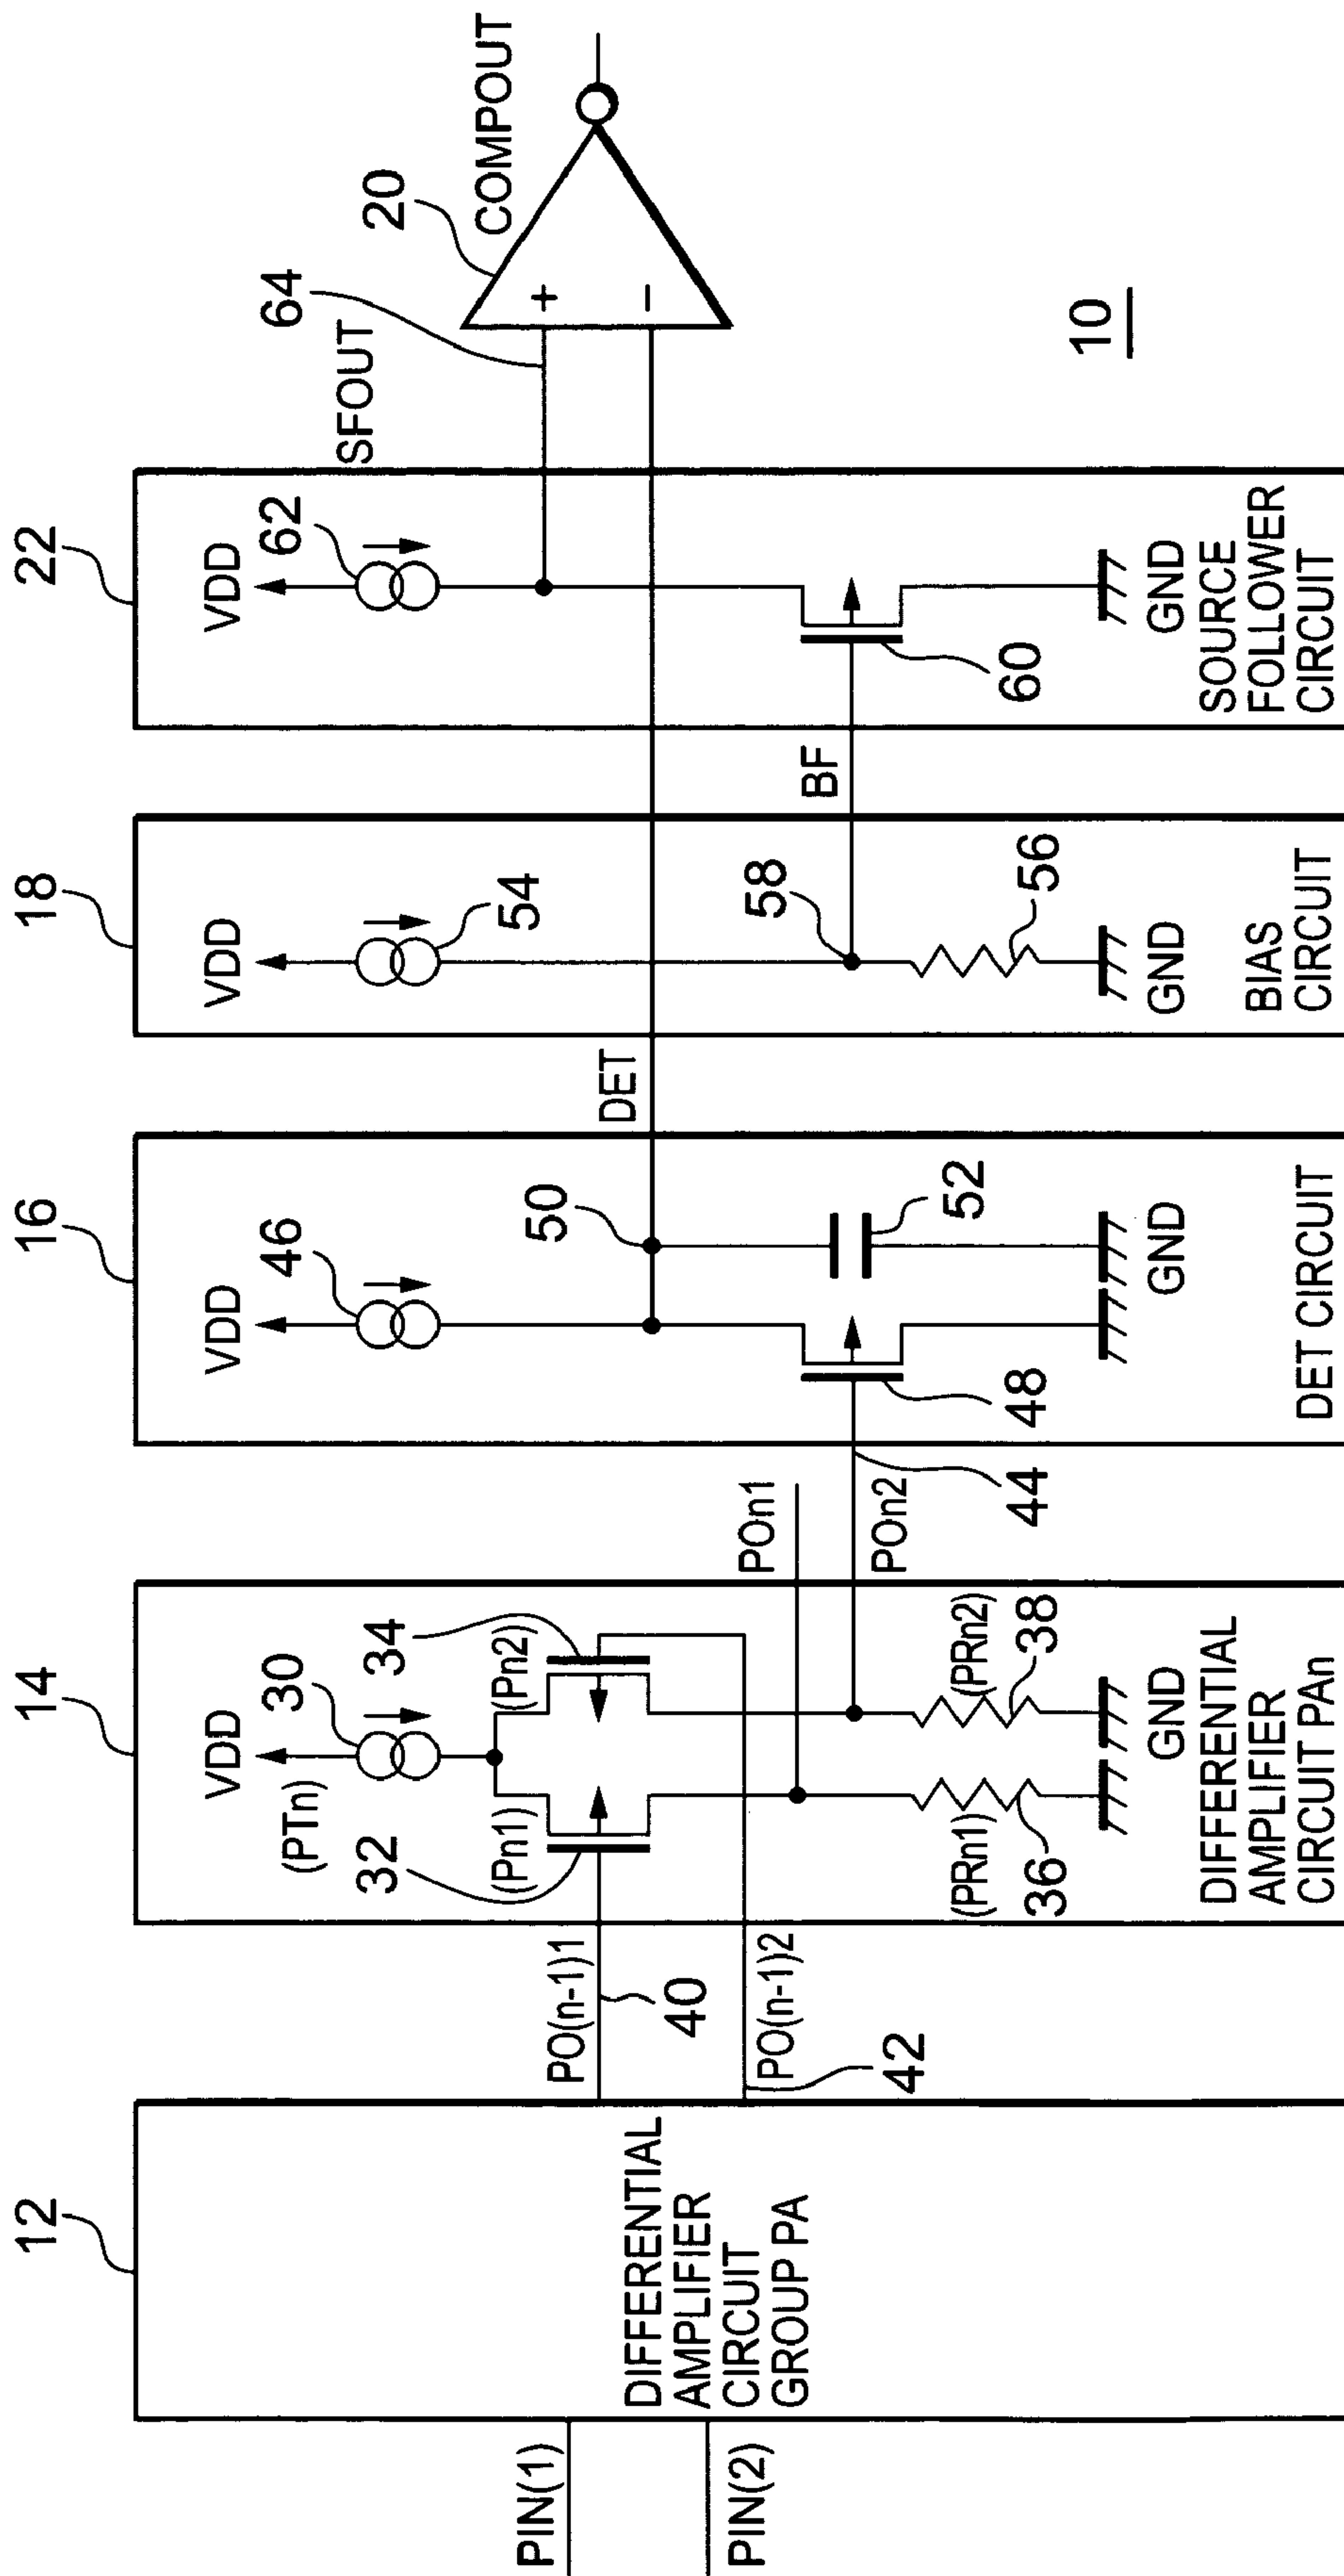 12
PIN(1)
PIN(2)
DIFFERENTIAL
AMPLIFIER
CIRCUIT
GROUP PA
PO(n-1)1
40
PO(n-1)2
42
14
VDD
(PTn)
30
32
34
(Pn1)
(Pn2)
(PRn1)
36
(PRn2)
38
GND
DIFFERENTIAL
AMPLIFIER
CIRCUIT PAn
POn1
POn2
44
16
VDD
46
50
48
52
GND
DET CIRCUIT
DET
18
VDD
54
58
56
GND
BIAS
CIRCUIT
BF
22
VDD
62
60
GND
SOURCE
FOLLOWER
CIRCUIT
SFOUT
64
20
+
−
COMPOUT
10